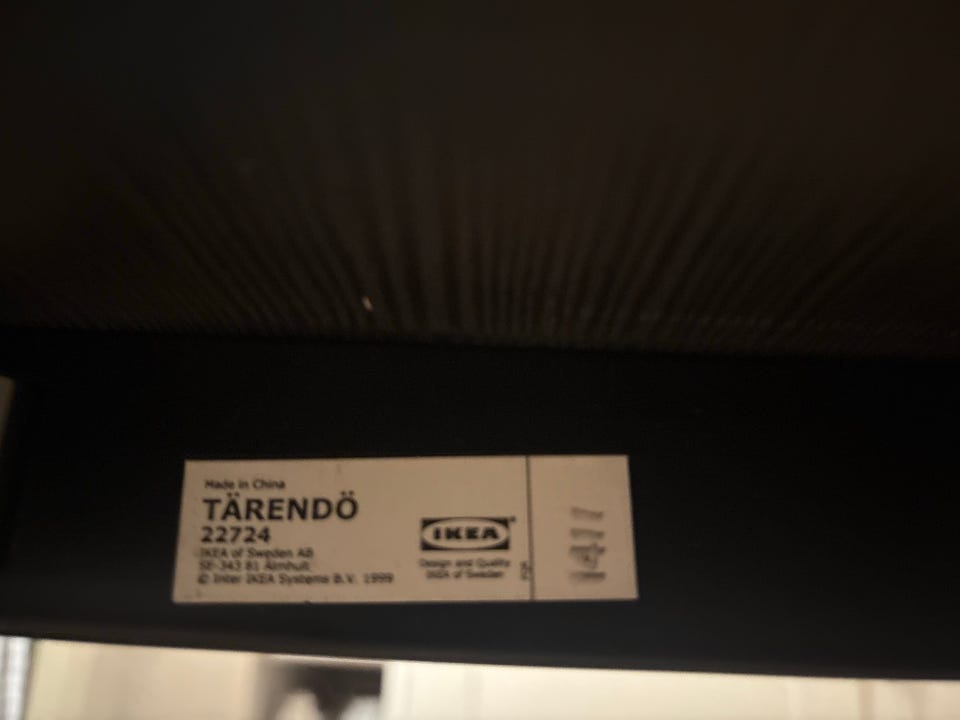 Made in China
TÄRENDÖ
22724
IKEA of Sweden AB
SE-343 81 Älmhult
© Inter IKEA Systems B.V. 1999
IKEA®
Design and Quality
IKEA of Sweden